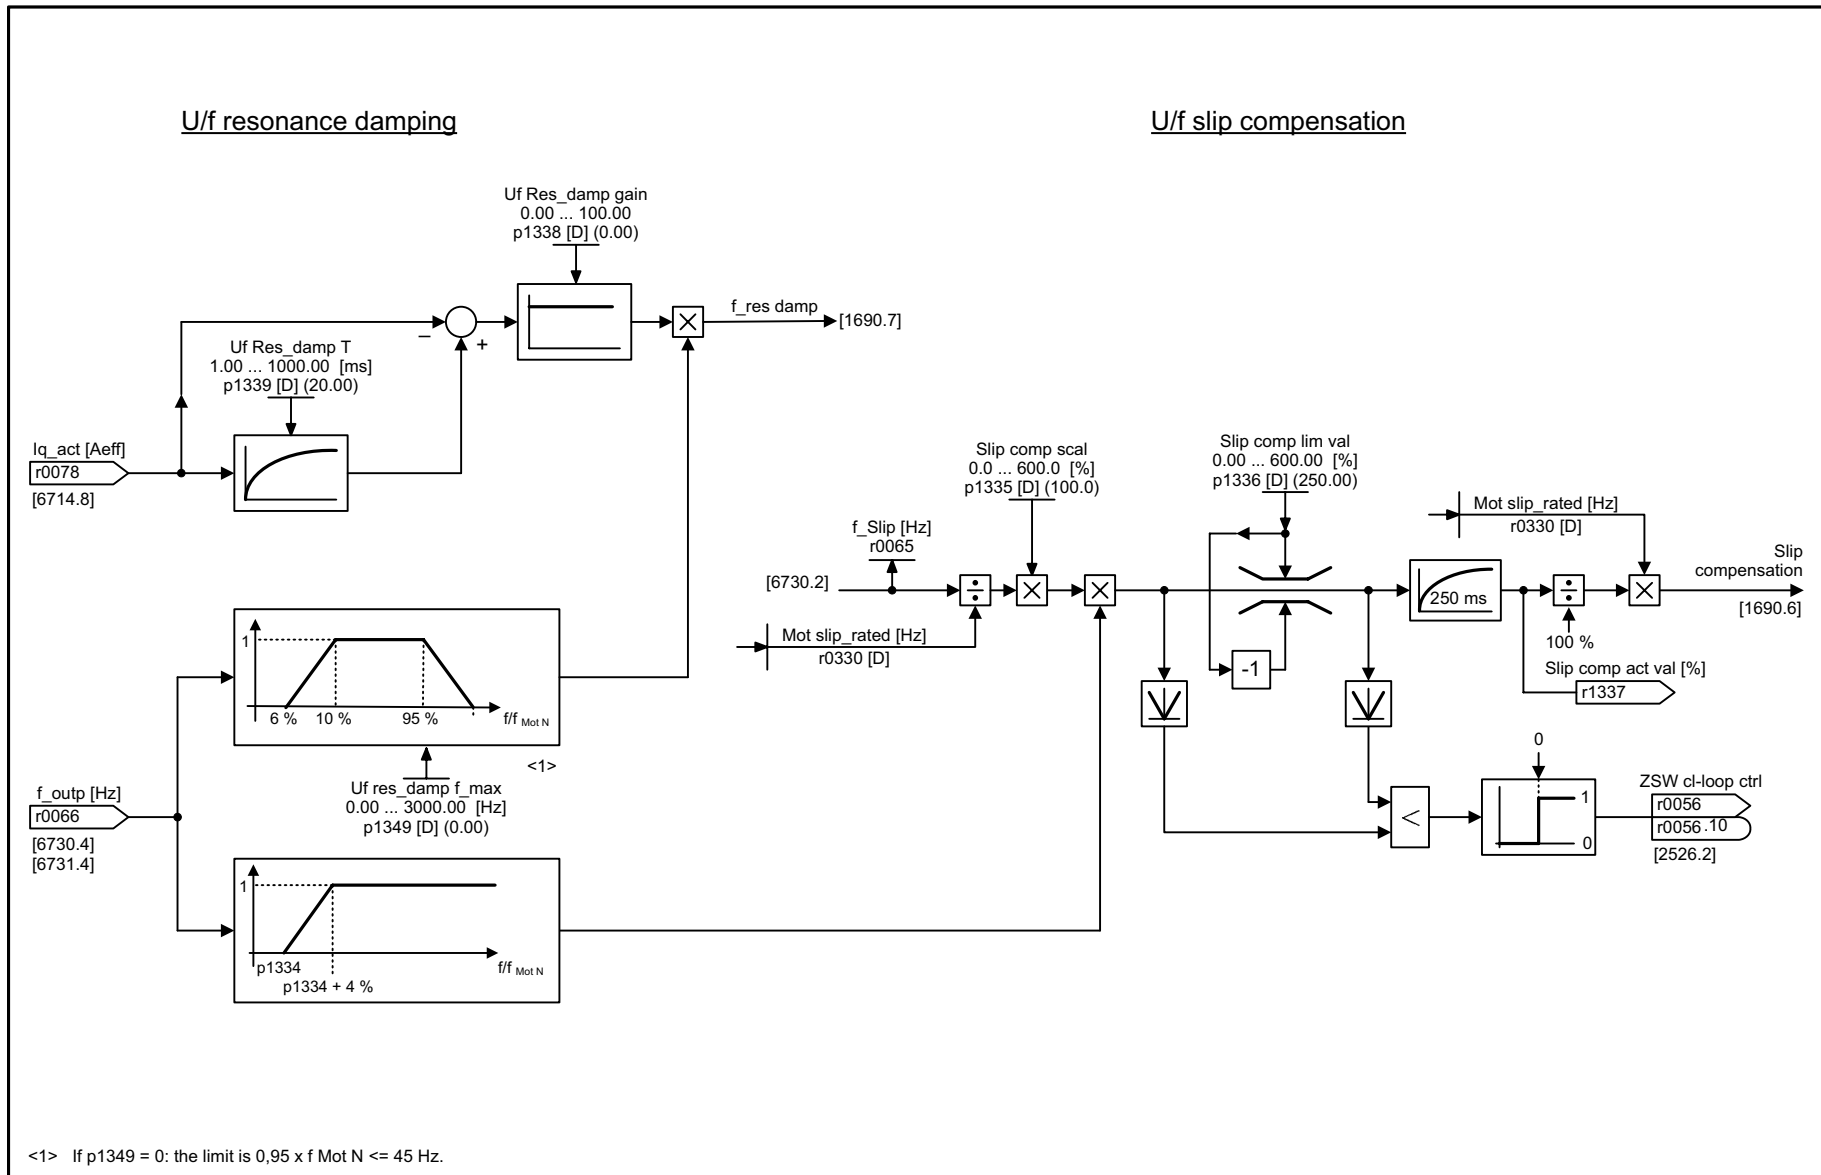 U/f resonance damping
U/f slip compensation
Uf Res_damp gain
0.00 ... 100.00
p1338 [D] (0.00)
f_res damp
[1690.7]
–
+
Uf Res_damp T
1.00 ... 1000.00 [ms]
p1339 [D] (20.00)
Iq_act [Aeff]
r0078
[6714.8]
Slip comp scal
0.0 ... 600.0 [%]
p1335 [D] (100.0)
Slip comp lim val
0.00 ... 600.00 [%]
p1336 [D] (250.00)
Mot slip_rated [Hz]
r0330 [D]
f_Slip [Hz]
r0065
[6730.2]
÷
×
×
250 ms
÷
×
Slip
compensation
[1690.6]
Mot slip_rated [Hz]
r0330 [D]
-1
100 %
Slip comp act val [%]
r1337
1
6 %
10 %
95 %
f/f Mot N
<1>
Uf res_damp f_max
0.00 ... 3000.00 [Hz]
p1349 [D] (0.00)
f_outp [Hz]
r0066
[6730.4]
[6731.4]
0
<
1
0
ZSW cl-loop ctrl
r0056
r0056.10
[2526.2]
1
p1334
p1334 + 4 %
f/f Mot N
<1> If p1349 = 0: the limit is 0,95 x f Mot N <= 45 Hz.